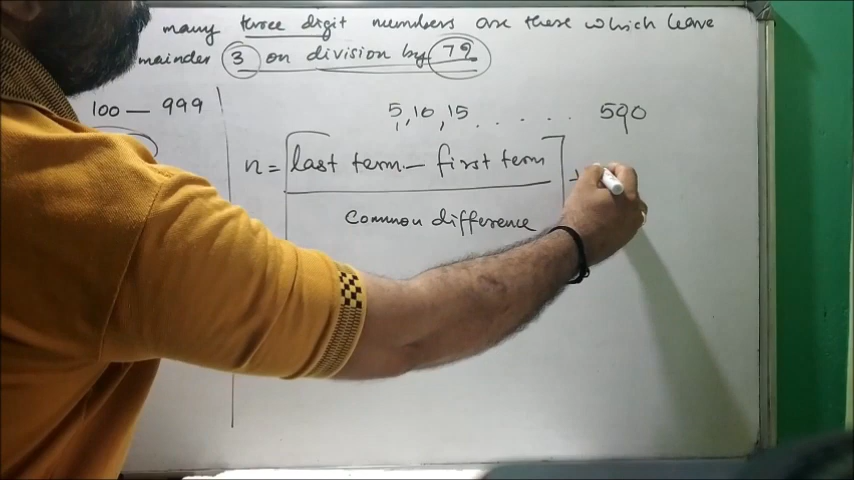 many three digit numbers are there which leave
mainder 3 on division by 79
100 — 999
5, 10, 15 . . . . . . 590
n = [ last term - first term
Common difference ] +